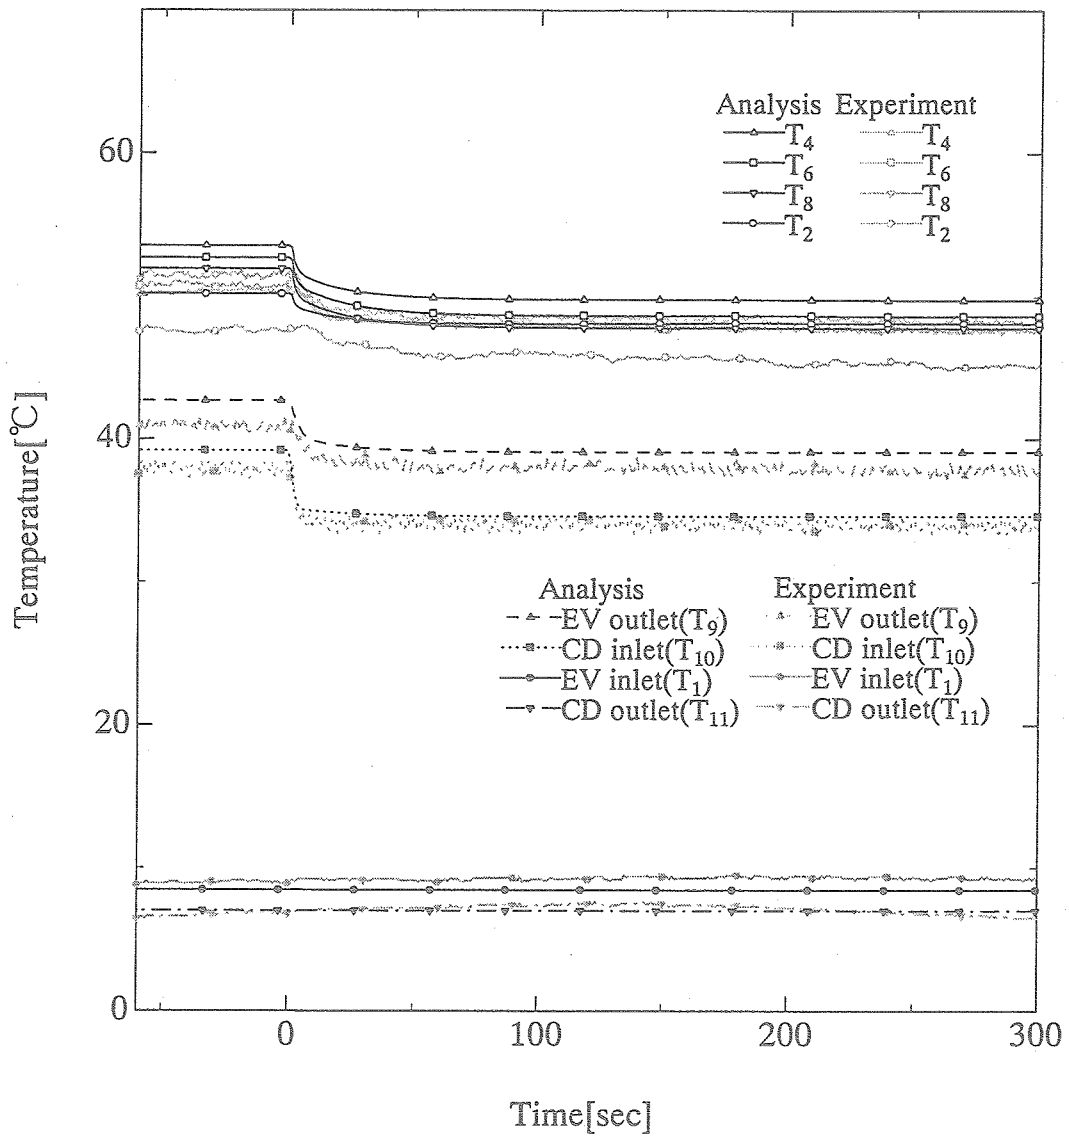 Analysis Experiment
T4 T4
T6 T6
T8 T8
T2 T2
60
40
20
0
Temperature[℃]
Analysis Experiment
EV outlet(T9) EV outlet(T9)
CD inlet(T10) CD inlet(T10)
EV inlet(T1) EV inlet(T1)
CD outlet(T11) CD outlet(T11)
0 100 200 300
Time[sec]